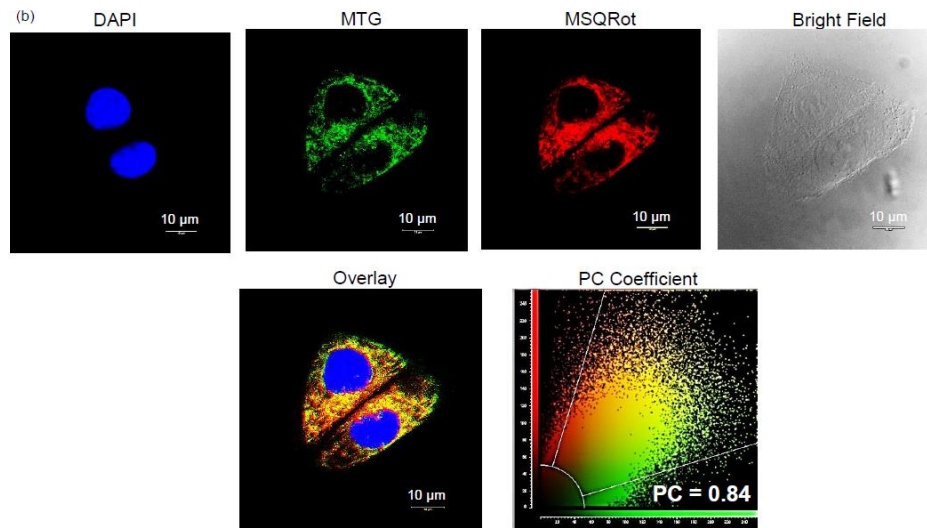 (b)
DAPI
MTG
MSQRot
Bright Field
10 µm
10 µm
10 µm
10 µm
Overlay
PC Coefficient
10 µm
PC = 0.84